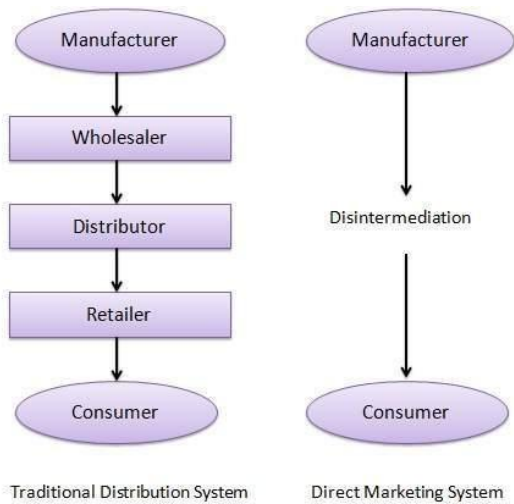 Manufacturer
Wholesaler
Distributor
Retailer
Consumer
Traditional Distribution System
Manufacturer
Disintermediation
Consumer
Direct Marketing System